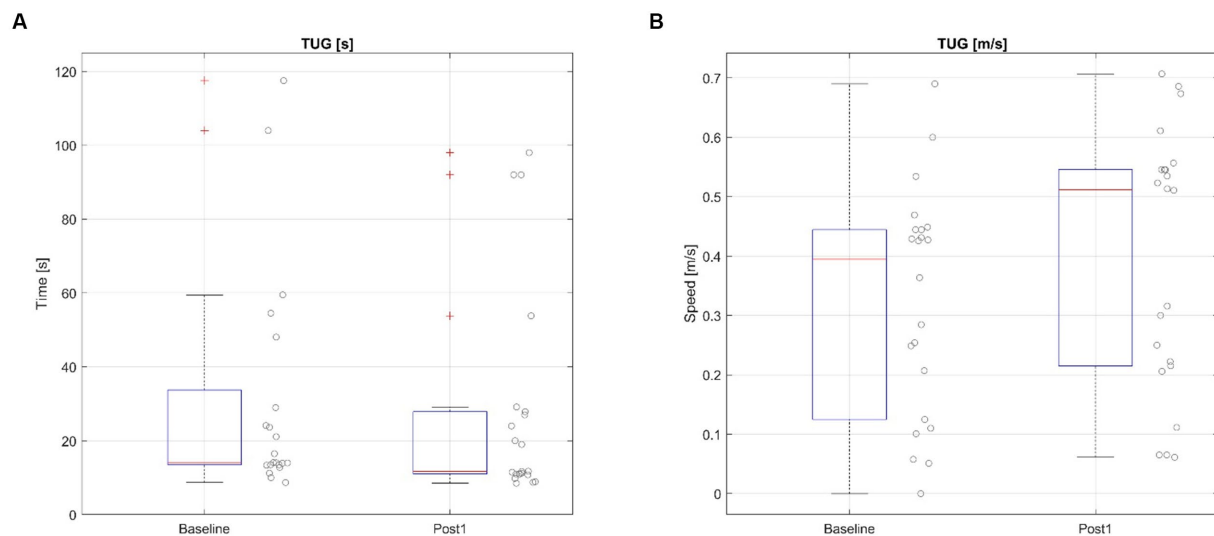 A
TUG [s]
120
100
80
60
40
20
0
Time [s]
Baseline
Post1
B
TUG [m/s]
0.7
0.6
0.5
0.4
0.3
0.2
0.1
0
Speed [m/s]
Baseline
Post1